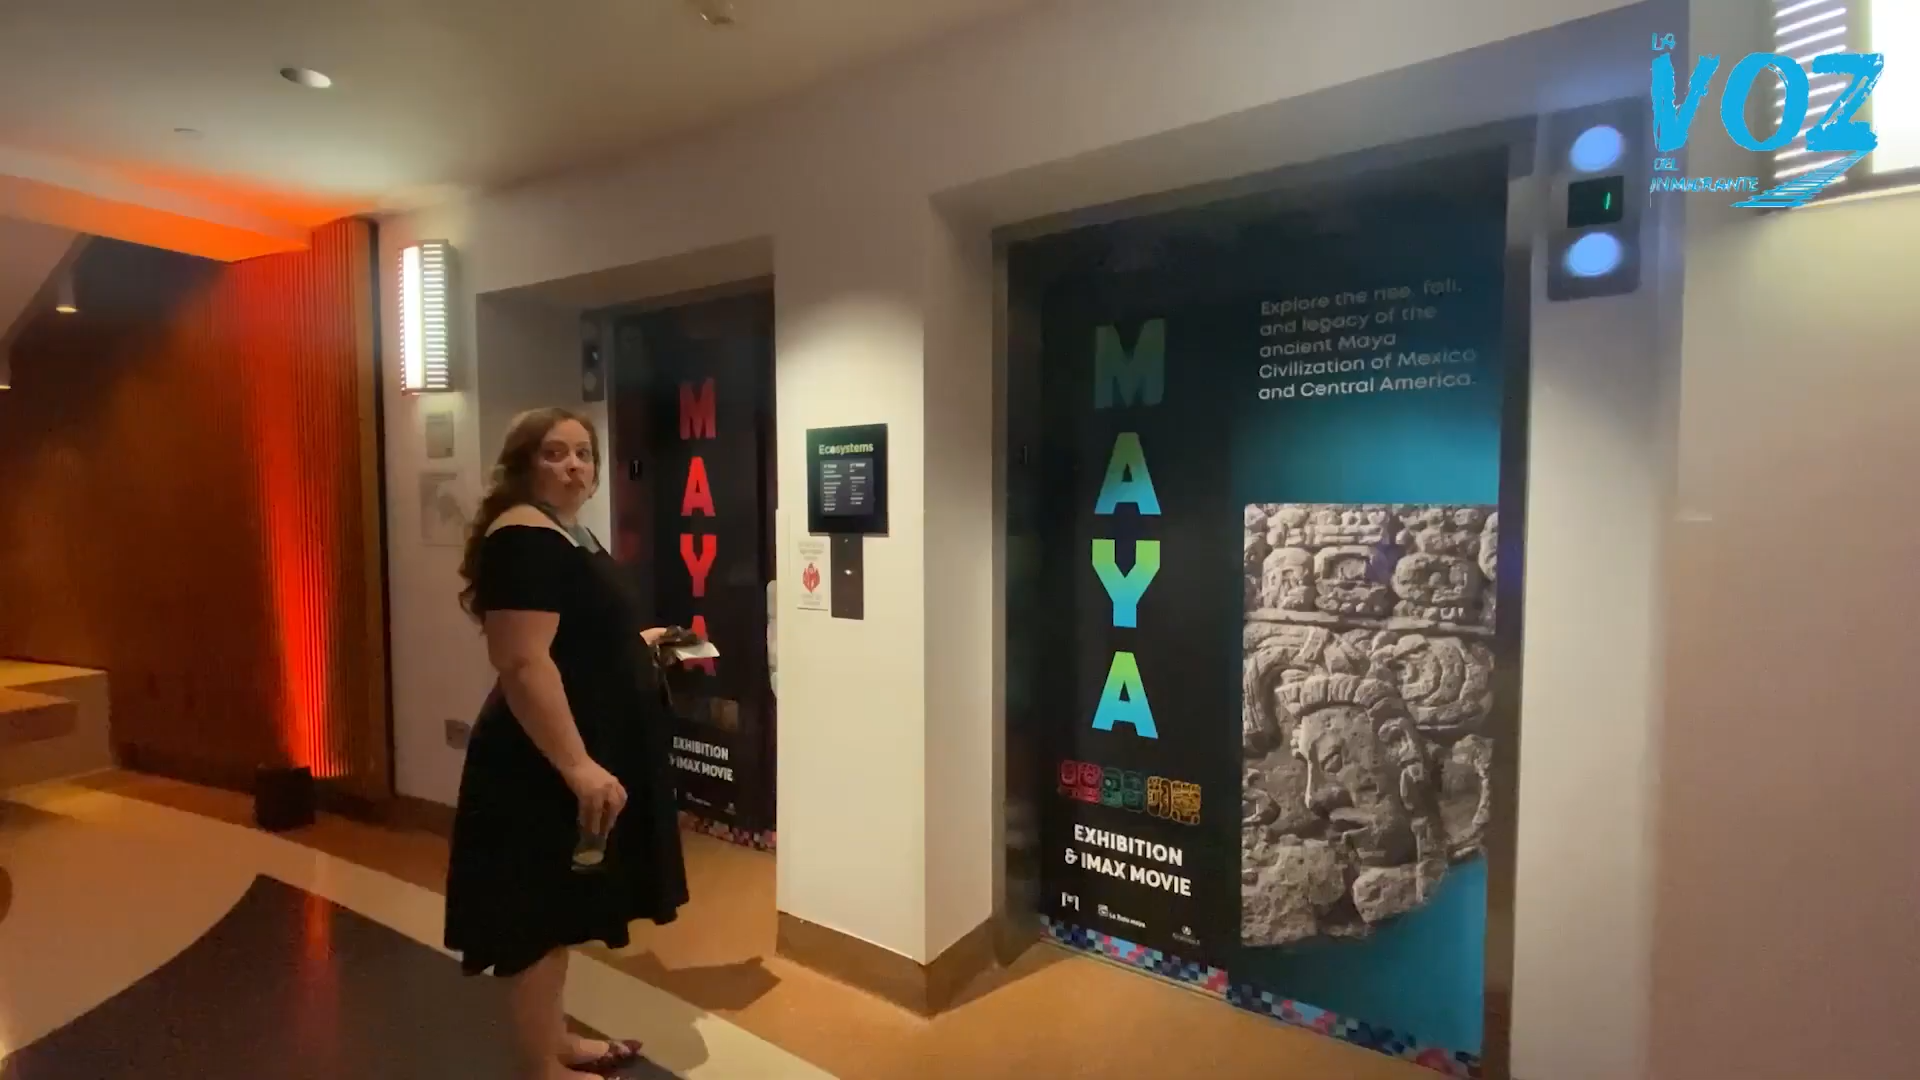 LA
VOZ
DEL
INMIGRANTE
1
MAYA
EXHIBITION
& IMAX MOVIE
Ecosystems
MAYA
Explore the rise, fall,
and legacy of the
ancient Maya
Civilization of Mexico
and Central America.
EXHIBITION
& IMAX MOVIE